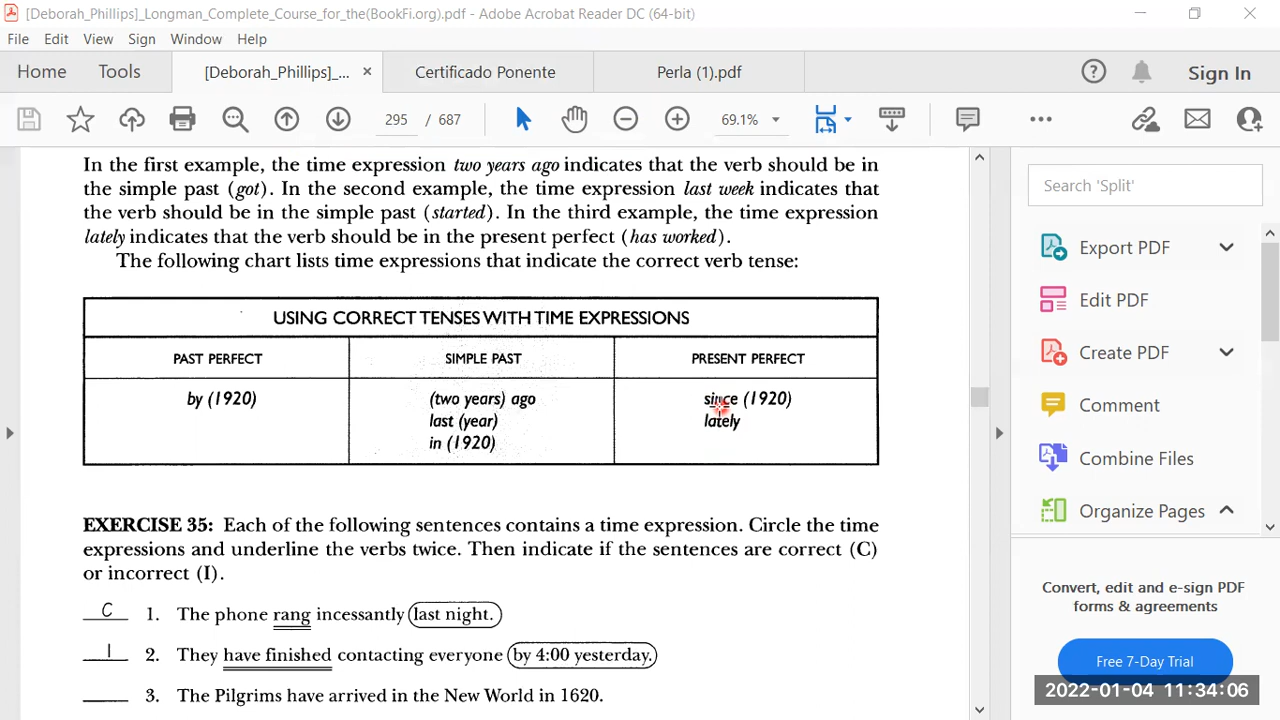 [Deborah_Phillips]_Longman_Complete_Course_for_the(BookFi.org).pdf - Adobe Acrobat Reader DC (64-bit)
File Edit View Sign Window Help
Home Tools [Deborah_Phillips]_... × Certificado Ponente Perla (1).pdf Sign In
295 / 687 69.1%
In the first example, the time expression two years ago indicates that the verb should be in
the simple past (got). In the second example, the time expression last week indicates that
the verb should be in the simple past (started). In the third example, the time expression
lately indicates that the verb should be in the present perfect (has worked).
The following chart lists time expressions that indicate the correct verb tense:
USING CORRECT TENSES WITH TIME EXPRESSIONS
PAST PERFECT SIMPLE PAST PRESENT PERFECT
by (1920) (two years) ago since (1920)
last (year) lately
in (1920)
EXERCISE 35: Each of the following sentences contains a time expression. Circle the time
expressions and underline the verbs twice. Then indicate if the sentences are correct (C)
or incorrect (I).
C 1. The phone rang incessantly last night.
I 2. They have finished contacting everyone by 4:00 yesterday.
3. The Pilgrims have arrived in the New World in 1620.
Search 'Split'
Export PDF
Edit PDF
Create PDF
Comment
Combine Files
Organize Pages
Convert, edit and e-sign PDF
forms & agreements
Free 7-Day Trial
2022-01-04 11:34:06